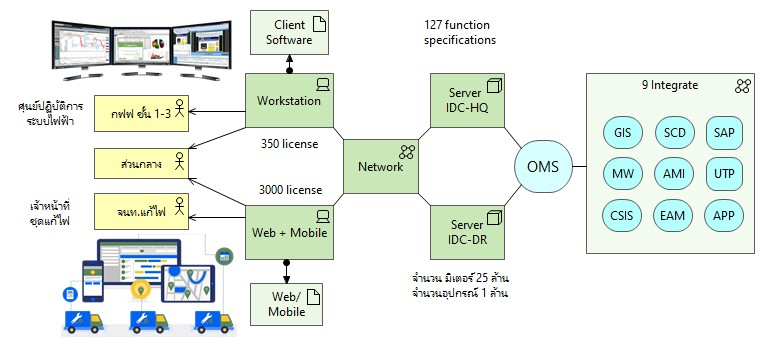 Client
Software
127 function
specifications
ศูนย์ปฏิบัติการ
ระบบไฟฟ้า
กฟฟ ชั้น 1-3
Workstation
Server
IDC-HQ
9 Integrate
350 license
ส่วนกลาง
Network
OMS
GIS
SCD
SAP
MW
AMI
UTP
CSIS
EAM
APP
3000 license
เจ้าหน้าที่
ชุดแก้ไฟ
จนท.แก้ไฟ
Web + Mobile
Server
IDC-DR
จำนวน มิเตอร์ 25 ล้าน
จำนวนอุปกรณ์ 1 ล้าน
Web/
Mobile